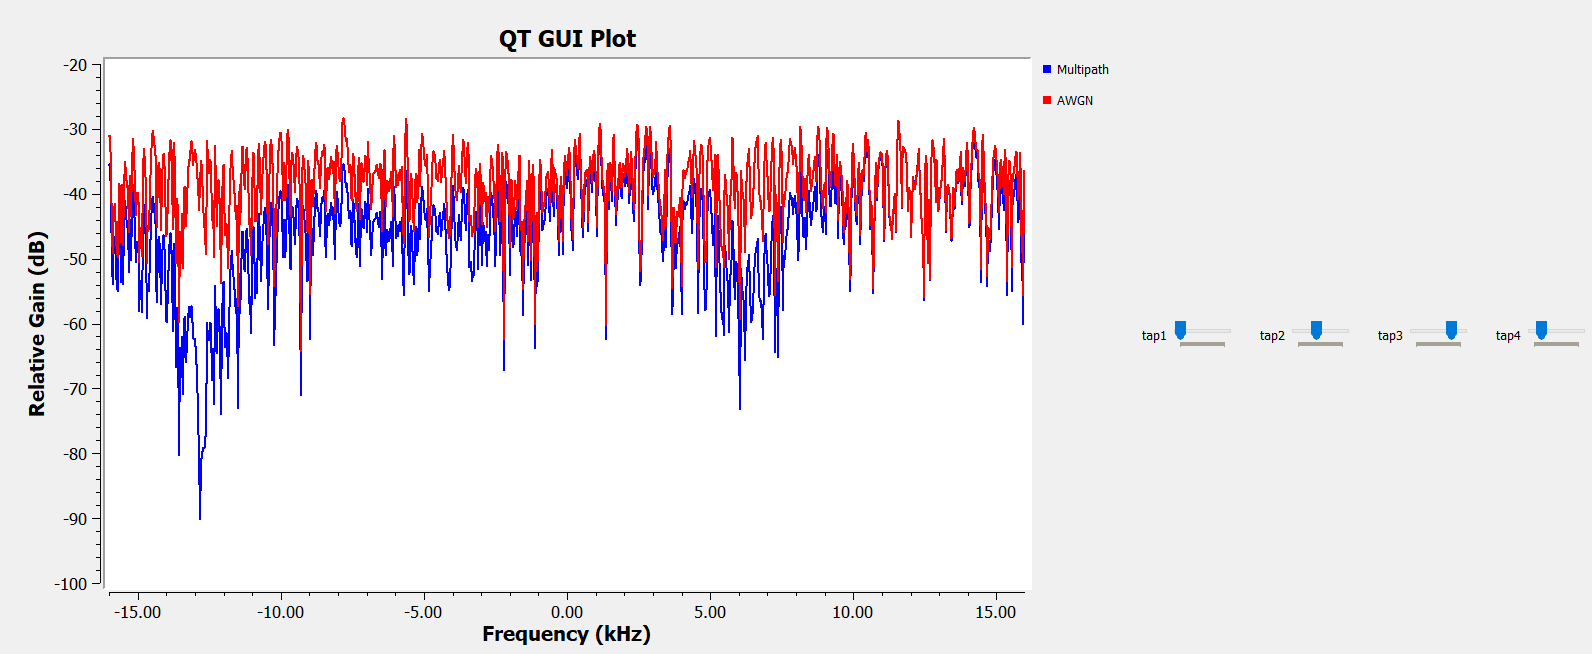 QT GUI Plot
-20
-30
-40
-50
-60
-70
-80
-90
-100
Relative Gain (dB)
-15.00 -10.00 -5.00 0.00 5.00 10.00 15.00
Frequency (kHz)
Multipath
AWGN
tap1 tap2 tap3 tap4